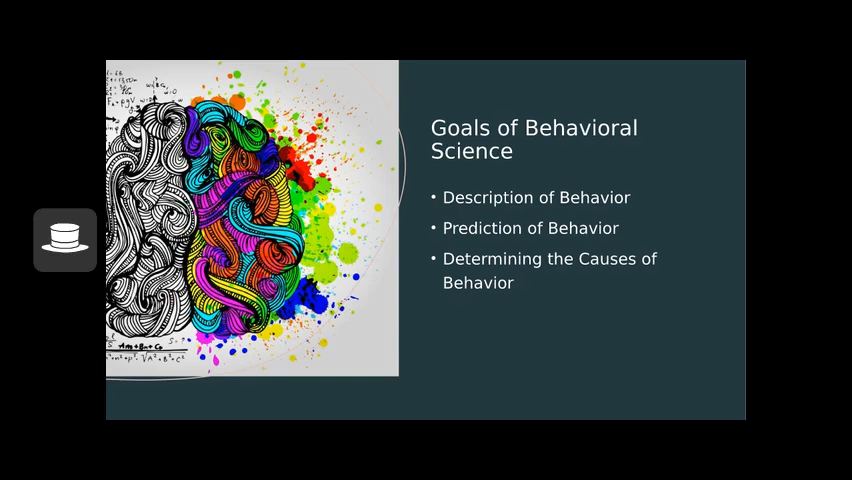 Goals of Behavioral
Science
• Description of Behavior
• Prediction of Behavior
• Determining the Causes of
Behavior